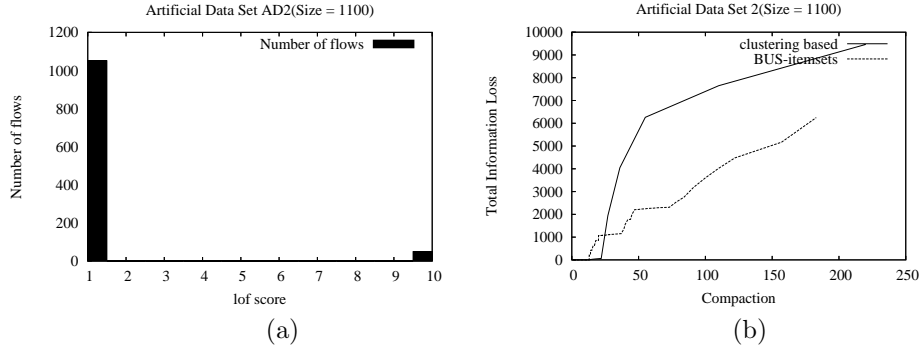 Artificial Data Set AD2(Size = 1100)
1200
1000
800
600
400
200
0
Number of flows
Number of flows
1 2 3 4 5 6 7 8 9 10
lof score
(a)
Artificial Data Set 2(Size = 1100)
10000
9000
8000
7000
6000
5000
4000
3000
2000
1000
0
Total Information Loss
clustering based
BUS-itemsets
0 50 100 150 200 250
Compaction
(b)